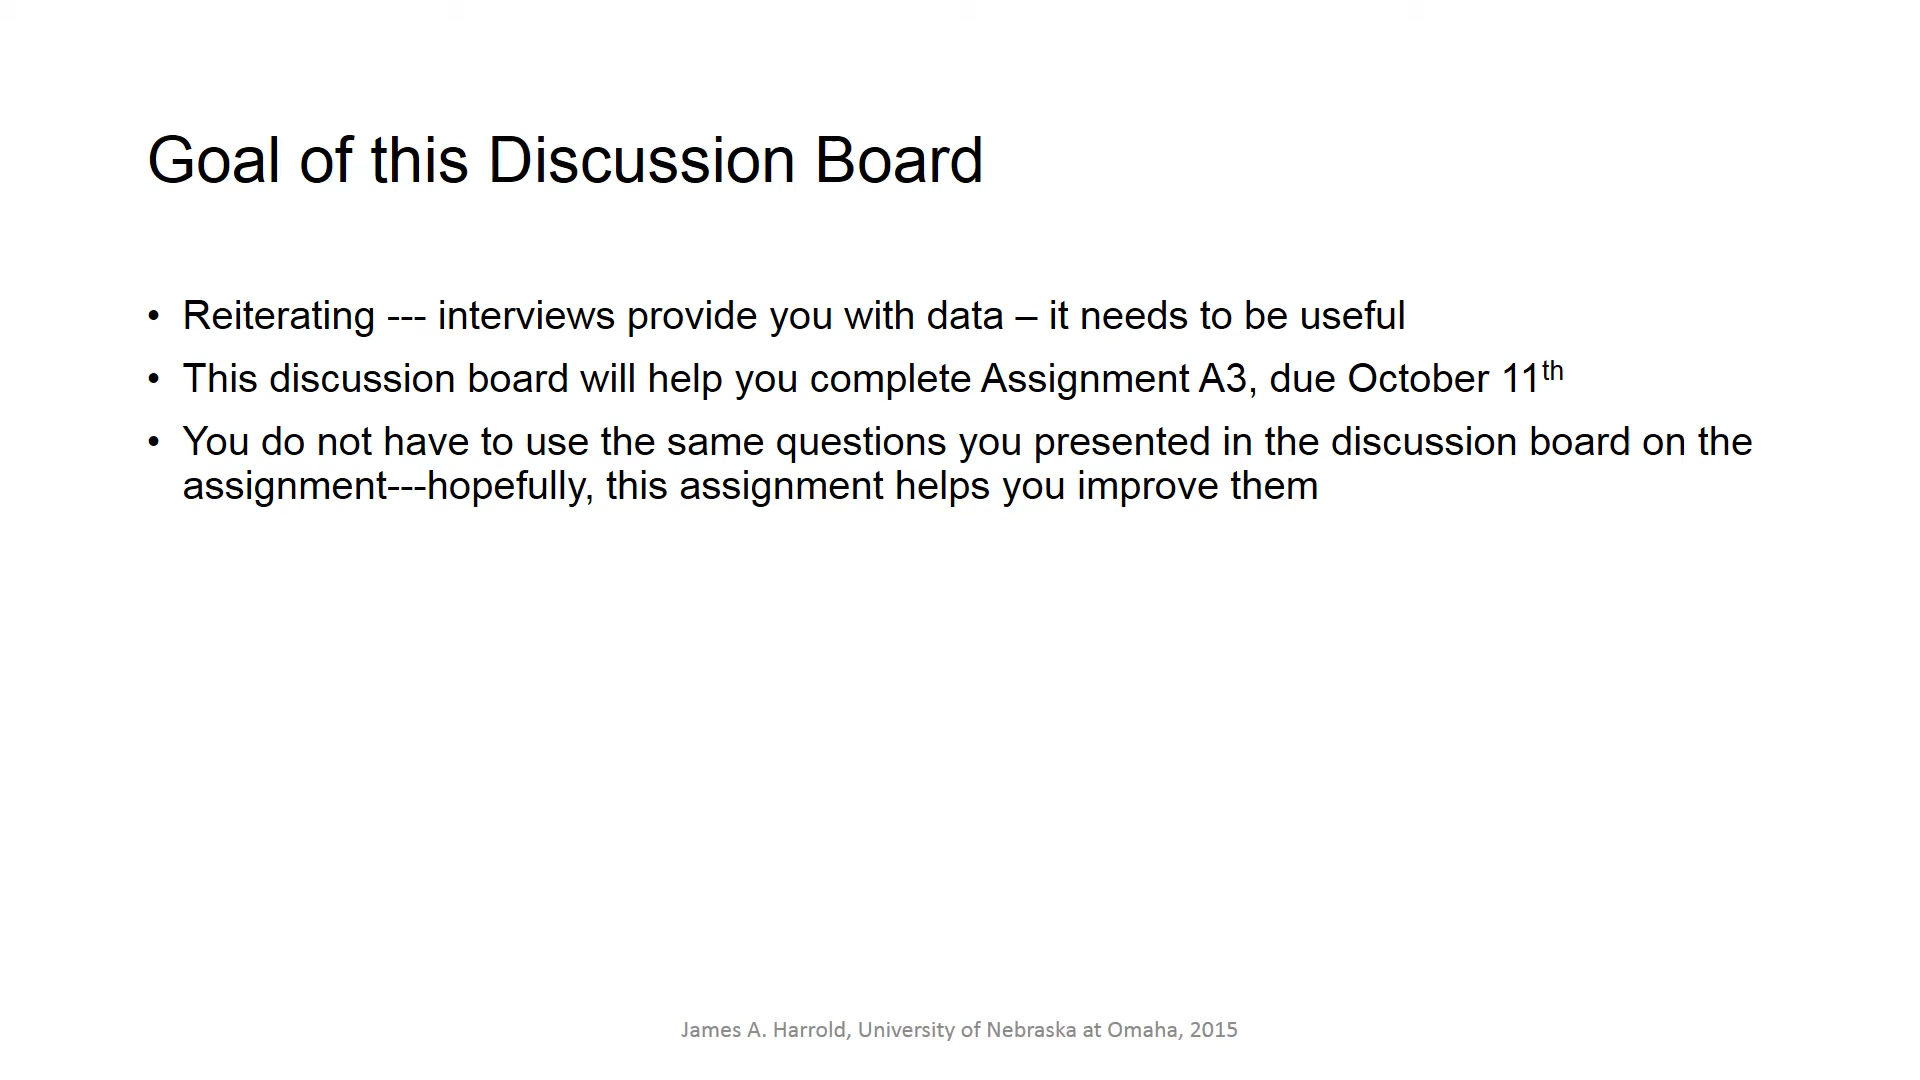 Goal of this Discussion Board
• Reiterating --- interviews provide you with data – it needs to be useful
• This discussion board will help you complete Assignment A3, due October 11th
• You do not have to use the same questions you presented in the discussion board on the
assignment---hopefully, this assignment helps you improve them
James A. Harrold, University of Nebraska at Omaha, 2015